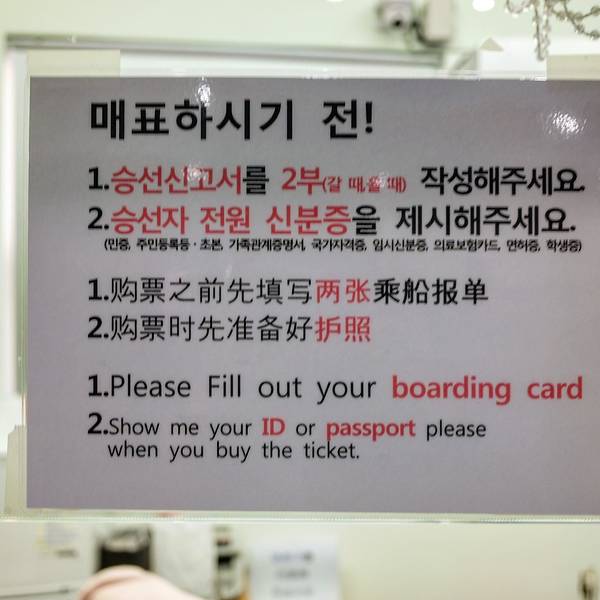 매표하시기 전!
1.승선신고서를 2부(갈 때,올 때) 작성해주세요.
2.승선자 전원 신분증을 제시해주세요.
(민증, 주민등록등·초본, 가족관계증명서, 국가자격증, 임시신분증, 의료보험카드, 면허증, 학생증)
1.购票之前先填写两张乘船报单
2.购票时先准备好护照
1.Please Fill out your boarding card
2.Show me your ID or passport please
when you buy the ticket.